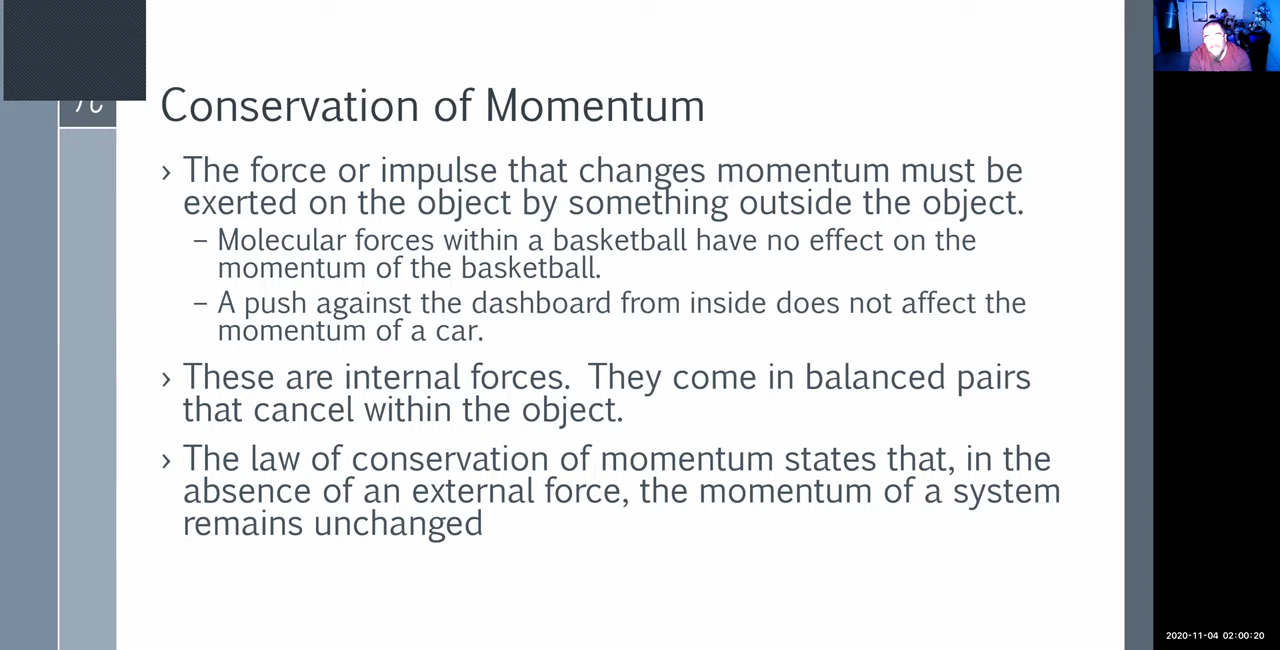 π
Conservation of Momentum
› The force or impulse that changes momentum must be
exerted on the object by something outside the object.
– Molecular forces within a basketball have no effect on the
momentum of the basketball.
– A push against the dashboard from inside does not affect the
momentum of a car.
› These are internal forces.  They come in balanced pairs
that cancel within the object.
› The law of conservation of momentum states that, in the
absence of an external force, the momentum of a system
remains unchanged
2020-11-04 02:00:20